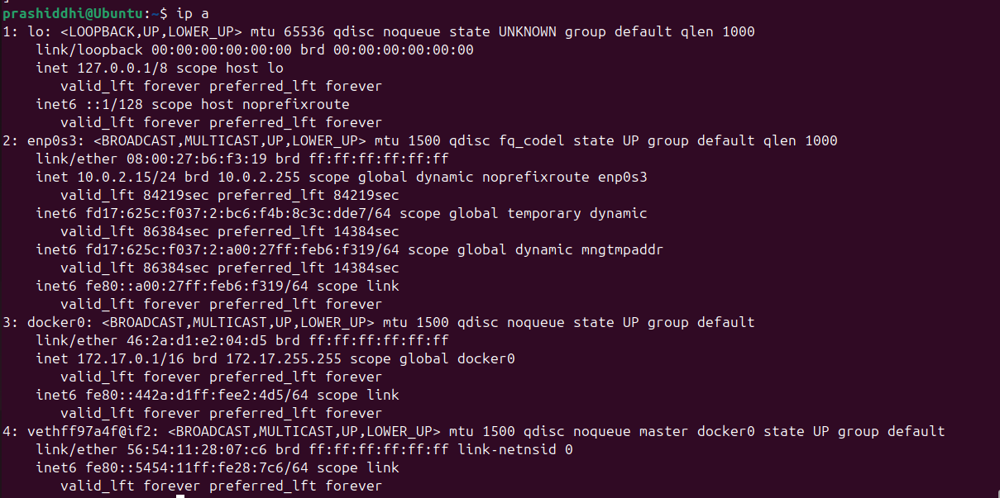 prashiddhi@Ubuntu:~$ ip a
1: lo: <LOOPBACK,UP,LOWER_UP> mtu 65536 qdisc noqueue state UNKNOWN group default qlen 1000
    link/loopback 00:00:00:00:00:00 brd 00:00:00:00:00:00
    inet 127.0.0.1/8 scope host lo
       valid_lft forever preferred_lft forever
    inet6 ::1/128 scope host noprefixroute
       valid_lft forever preferred_lft forever
2: enp0s3: <BROADCAST,MULTICAST,UP,LOWER_UP> mtu 1500 qdisc fq_codel state UP group default qlen 1000
    link/ether 08:00:27:b6:f3:19 brd ff:ff:ff:ff:ff:ff
    inet 10.0.2.15/24 brd 10.0.2.255 scope global dynamic noprefixroute enp0s3
       valid_lft 84219sec preferred_lft 84219sec
    inet6 fd17:625c:f037:2:bc6:f4b:8c3c:dde7/64 scope global temporary dynamic
       valid_lft 86384sec preferred_lft 14384sec
    inet6 fd17:625c:f037:2:a00:27ff:feb6:f319/64 scope global dynamic mngtmpaddr
       valid_lft 86384sec preferred_lft 14384sec
    inet6 fe80::a00:27ff:feb6:f319/64 scope link
       valid_lft forever preferred_lft forever
3: docker0: <BROADCAST,MULTICAST,UP,LOWER_UP> mtu 1500 qdisc noqueue state UP group default
    link/ether 46:2a:d1:e2:04:d5 brd ff:ff:ff:ff:ff:ff
    inet 172.17.0.1/16 brd 172.17.255.255 scope global docker0
       valid_lft forever preferred_lft forever
    inet6 fe80::442a:d1ff:fee2:4d5/64 scope link
       valid_lft forever preferred_lft forever
4: vethff97a4f@if2: <BROADCAST,MULTICAST,UP,LOWER_UP> mtu 1500 qdisc noqueue master docker0 state UP group default
    link/ether 56:54:11:28:07:c6 brd ff:ff:ff:ff:ff:ff link-netnsid 0
    inet6 fe80::5454:11ff:fe28:7c6/64 scope link
       valid_lft forever preferred_lft forever